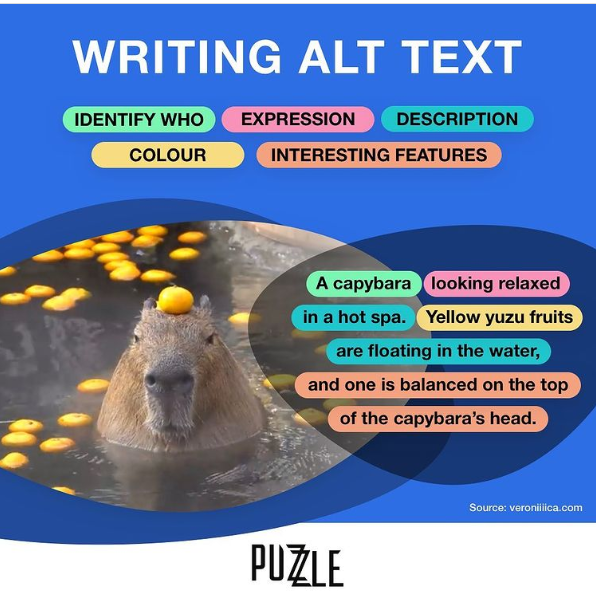 WRITING ALT TEXT
IDENTIFY WHO EXPRESSION DESCRIPTION
COLOUR INTERESTING FEATURES
A capybara looking relaxed
in a hot spa. Yellow yuzu fruits
are floating in the water,
and one is balanced on the top
of the capybara's head.
Source: veroniiiica.com
PUZZLE